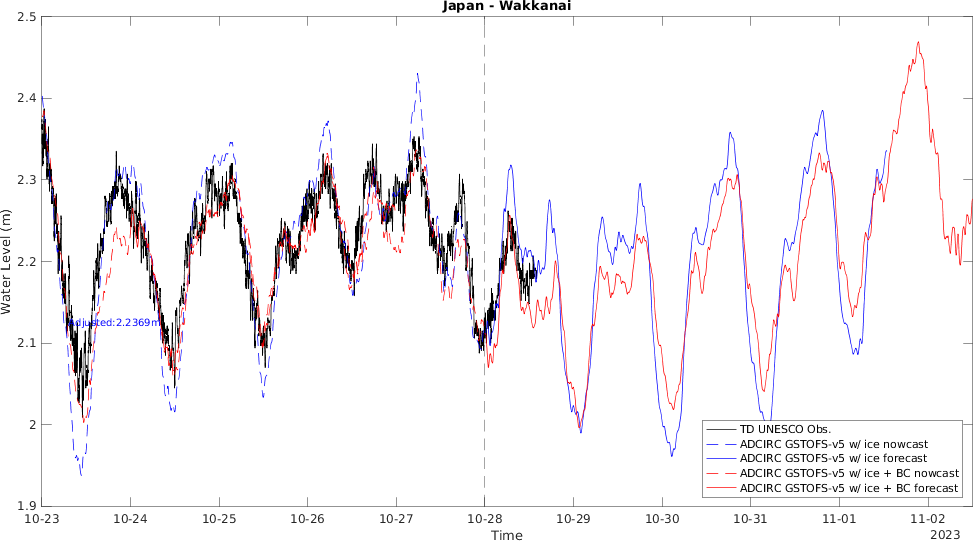 Japan - Wakkanai
Water Level (m)
2.5
2.4
2.3
2.2
2.1
2
1.9
Adjusted:2.2369m
TD UNESCO Obs.
ADCIRC GSTOFS-v5 w/ ice nowcast
ADCIRC GSTOFS-v5 w/ ice forecast
ADCIRC GSTOFS-v5 w/ ice + BC nowcast
ADCIRC GSTOFS-v5 w/ ice + BC forecast
10-23 10-24 10-25 10-26 10-27 10-28 10-29 10-30 10-31 11-01 11-02
Time
2023